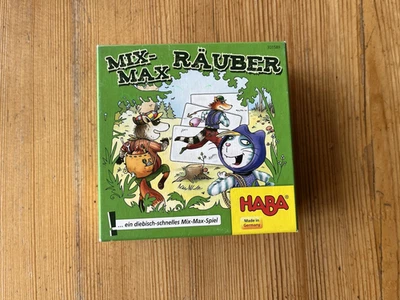 MIX-
MAX RÄUBER
HABA
Made in
Germany
! ... ein diebisch-schnelles Mix-Max-Spiel